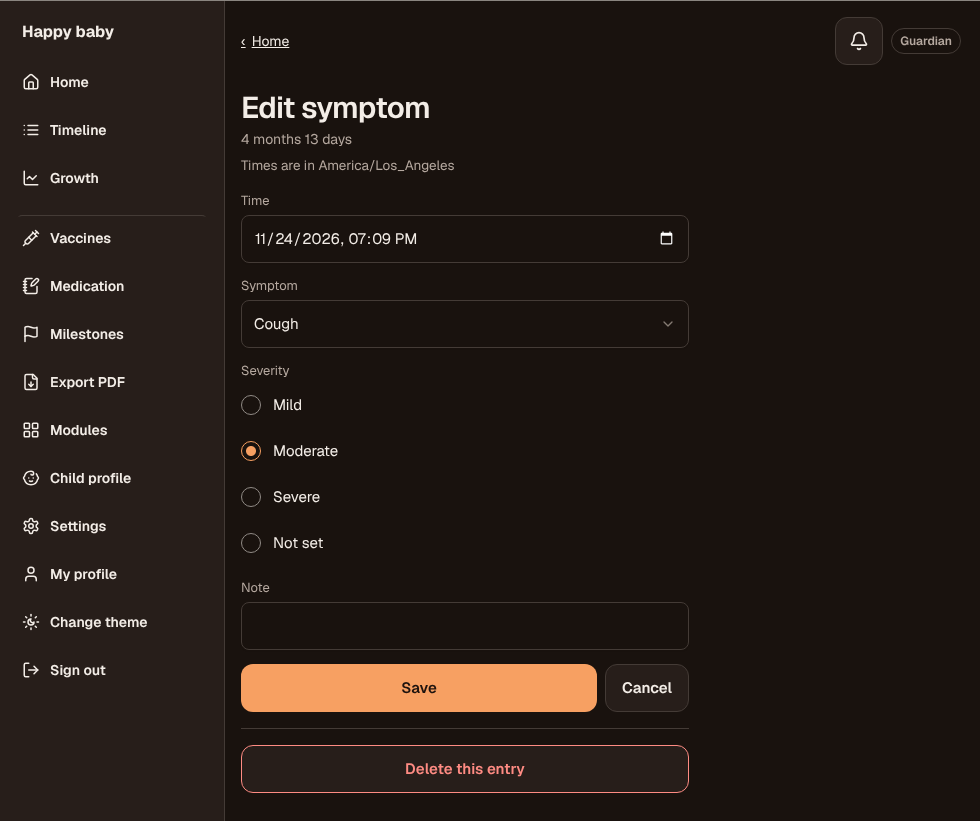 Happy baby
Home
Timeline
Growth
Vaccines
Medication
Milestones
Export PDF
Modules
Child profile
Settings
My profile
Change theme
Sign out
‹ Home
Guardian
Edit symptom
4 months 13 days
Times are in America/Los_Angeles
Time
11/24/2026, 07:09 PM
Symptom
Cough
Severity
Mild
Moderate
Severe
Not set
Note
Save
Cancel
Delete this entry